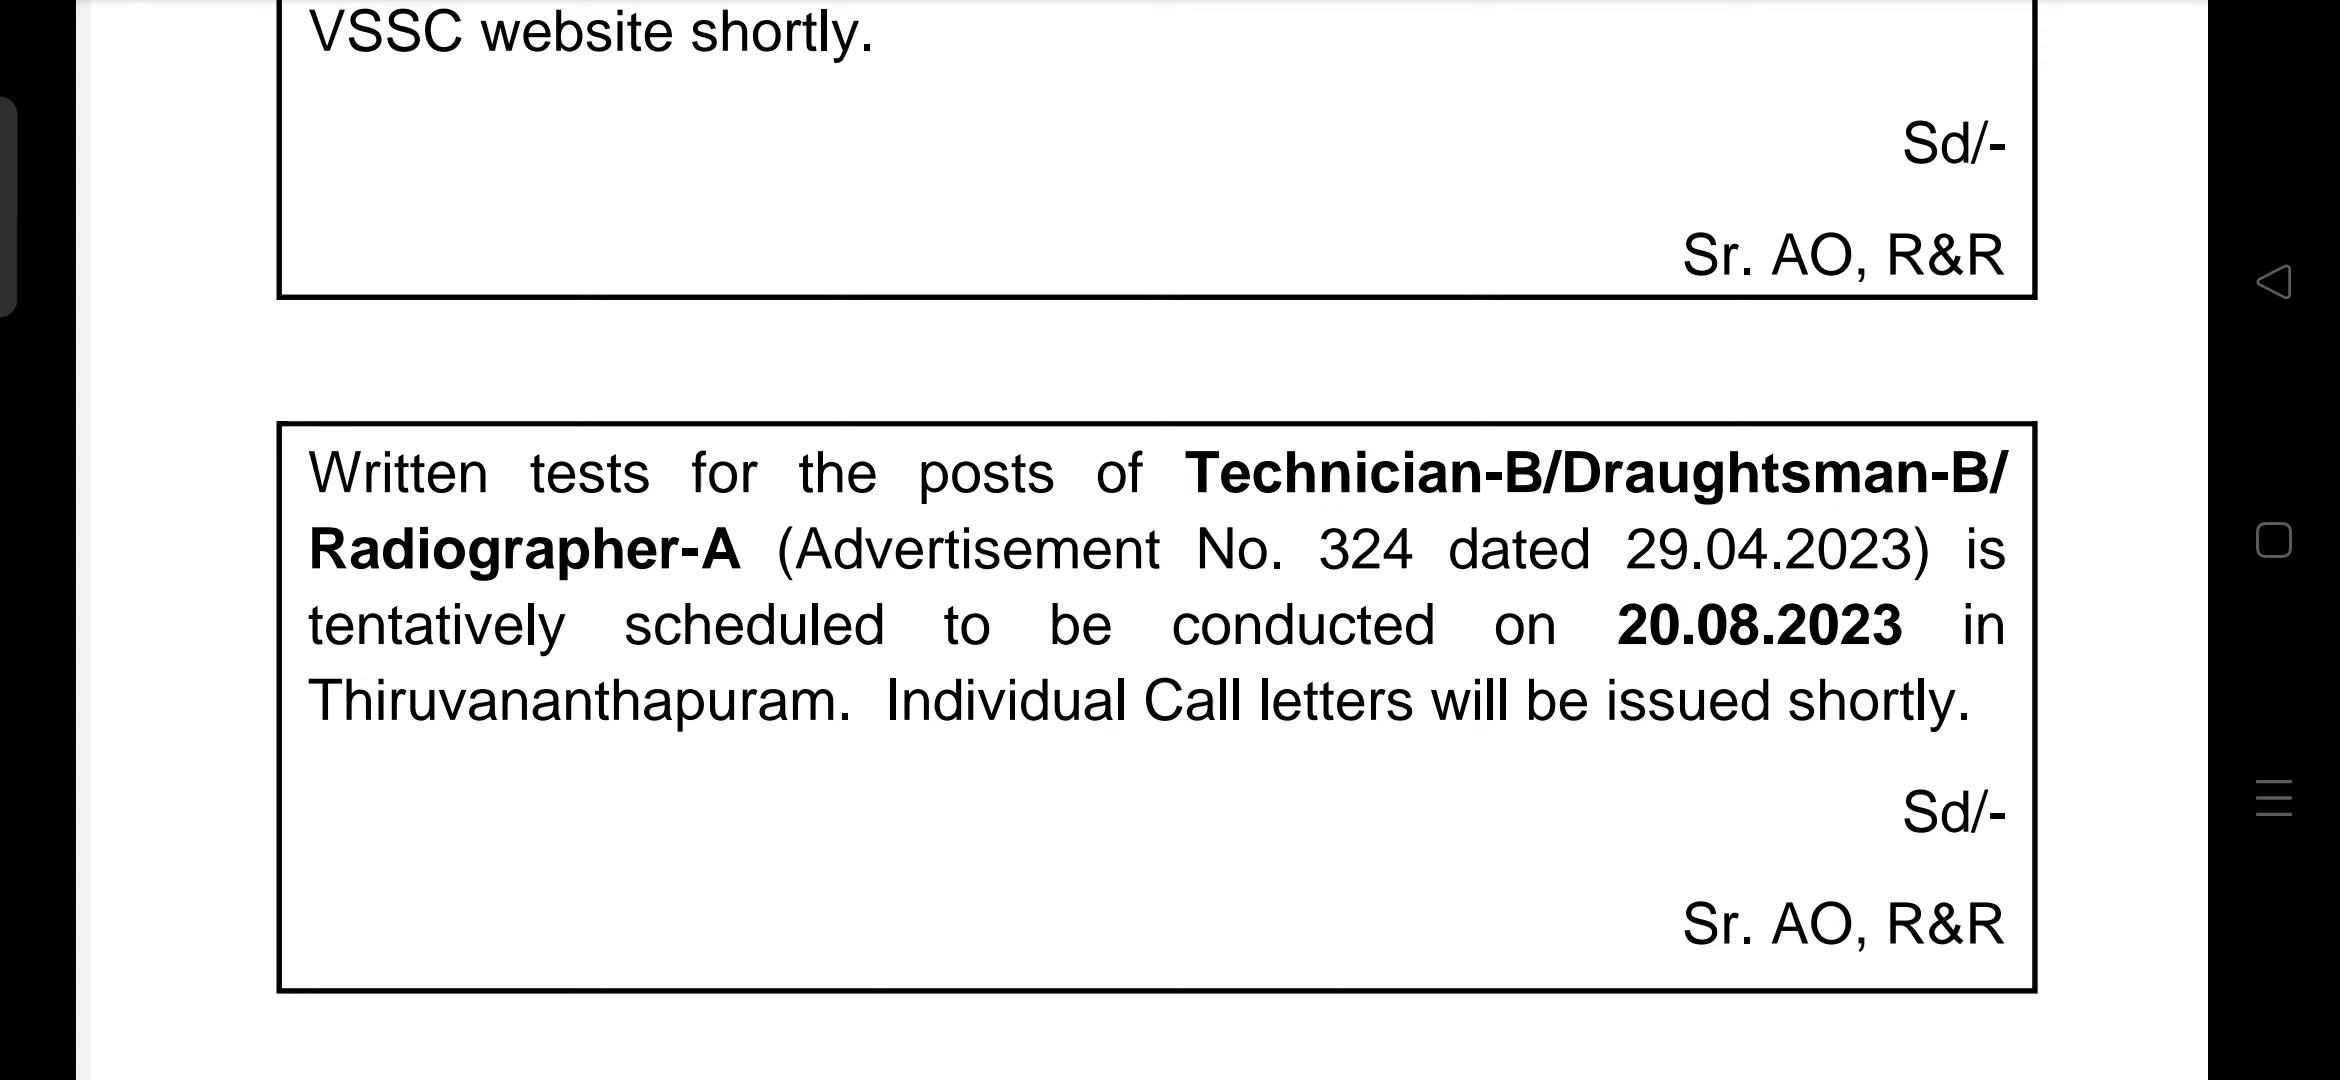 VSSC website shortly.
Sd/-
Sr. AO, R&R
Written tests for the posts of Technician-B/Draughtsman-B/
Radiographer-A (Advertisement No. 324 dated 29.04.2023) is
tentatively scheduled to be conducted on 20.08.2023 in
Thiruvananthapuram. Individual Call letters will be issued shortly.
Sd/-
Sr. AO, R&R